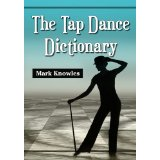 The Tap Dance
Dictionary
Mark Knowles